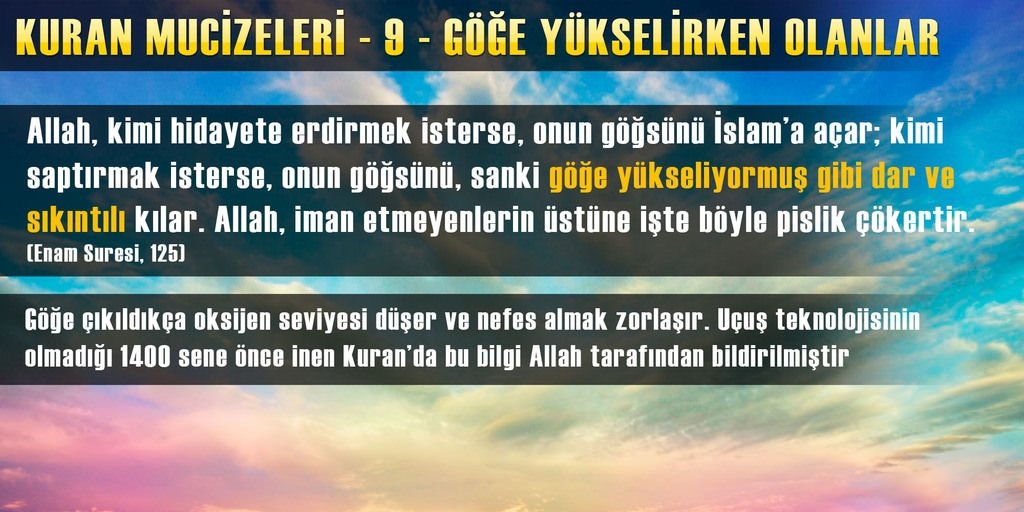 KURAN MUCİZELERİ - 9 - GÖĞE YÜKSELİRKEN OLANLAR
Allah, kimi hidayete erdirmek isterse, onun göğsünü İslam'a açar; kimi
saptırmak isterse, onun göğsünü, sanki göğe yükseliyormuş gibi dar ve
sıkıntılı kılar. Allah, iman etmeyenlerin üstüne işte böyle pislik çökertir.
(Enam Suresi, 125)
Göğe çıkıldıkça oksijen seviyesi düşer ve nefes almak zorlaşır. Uçuş teknolojisinin
olmadığı 1400 sene önce inen Kuran'da bu bilgi Allah tarafından bildirilmiştir